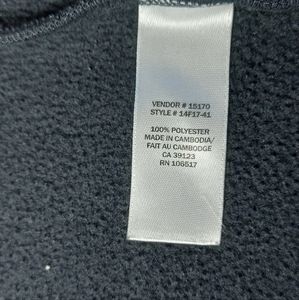 VENDOR # 15170
STYLE # 14F17-41
100% POLYESTER
MADE IN CAMBODIA/
FAIT AU CAMBODGE
CA 39123
RN 106517